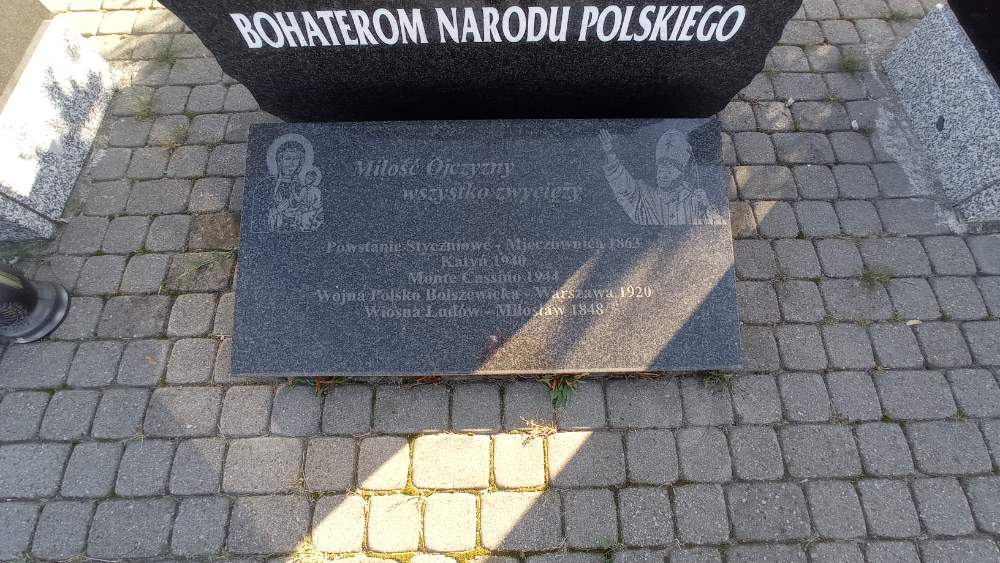 BOHATEROM NARODU POLSKIEGO
Miłość Ojczyzny
wszystko zwycięży
Powstanie Styczniowe - Mieczownica 1863
Katyń 1940
Monte Cassino 1944
Wojna Polsko Bolszewicka - Warszawa 1920
Wiosna Ludów - Miłosław 1848